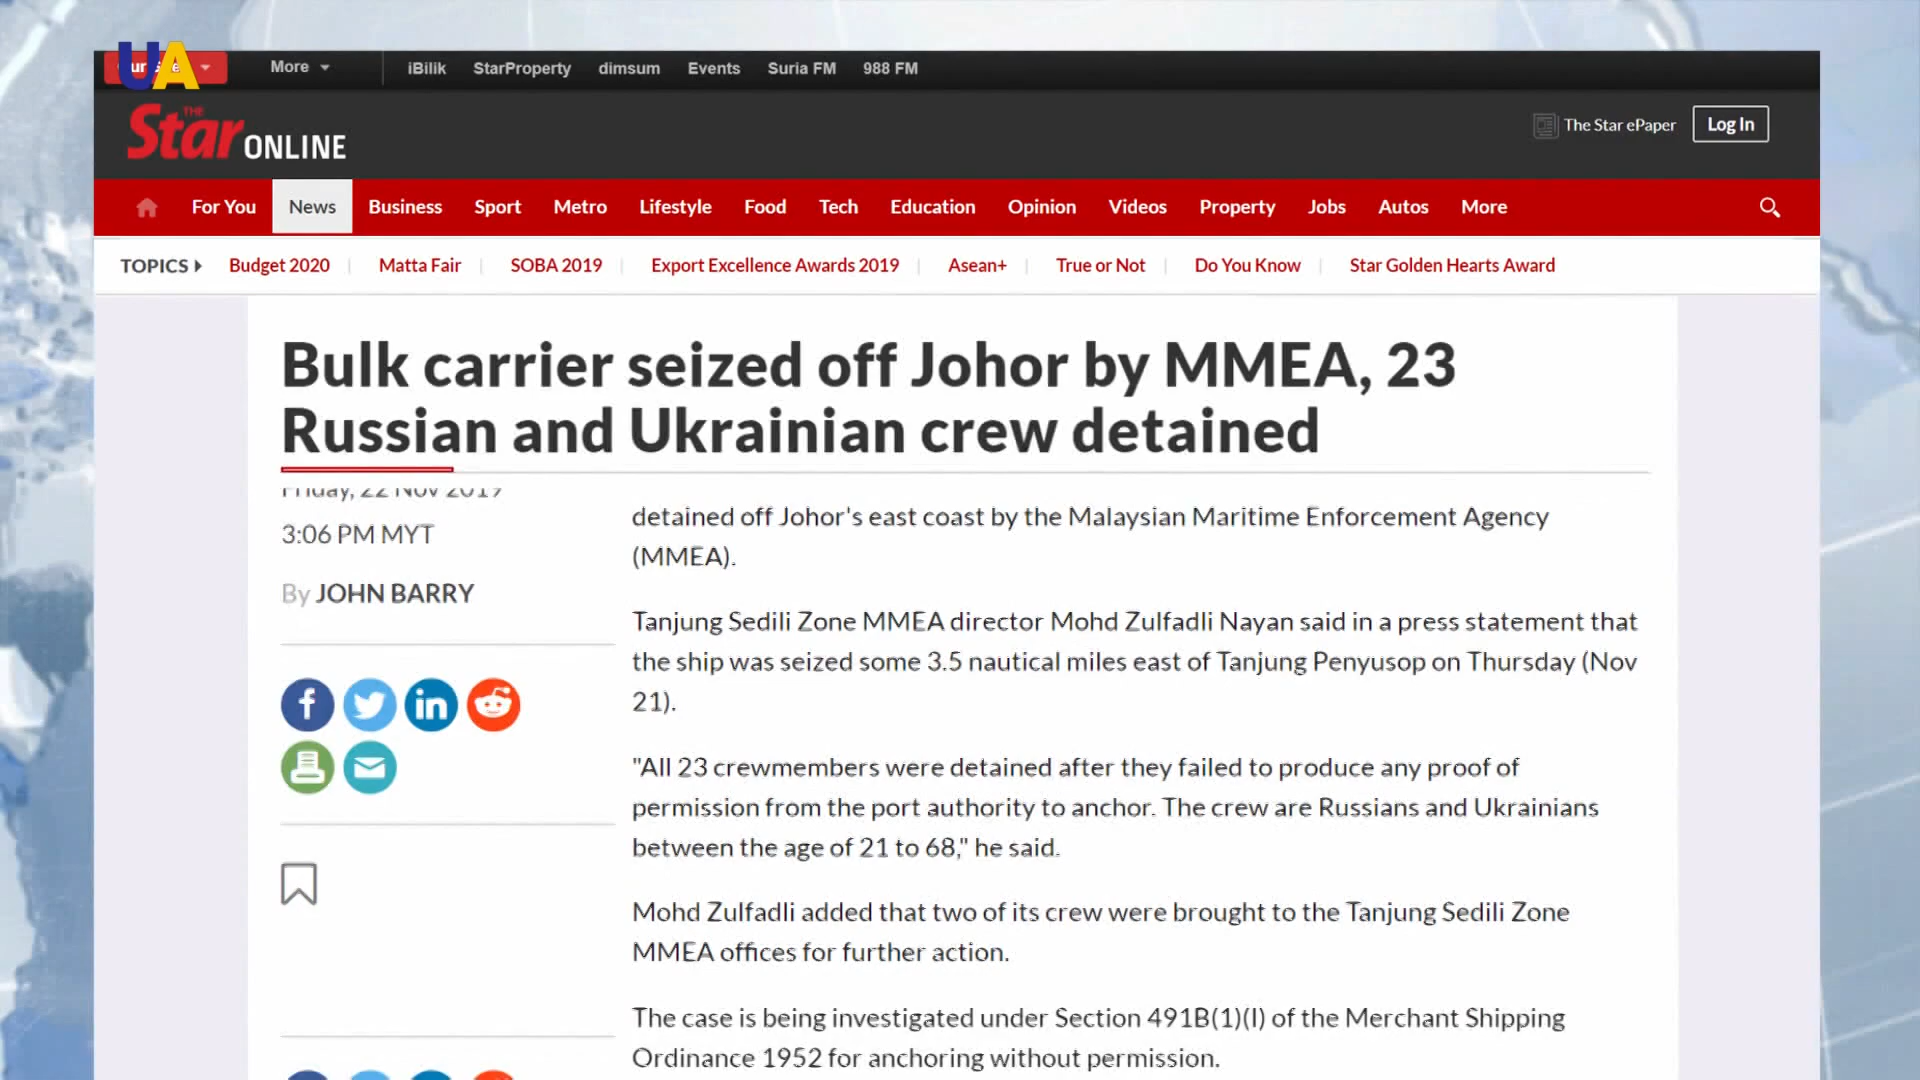 UA
More
iBilik
StarProperty
dimsum
Events
Suria FM
988 FM
THE
Star ONLINE
The Star ePaper
Log In
For You
News
Business
Sport
Metro
Lifestyle
Food
Tech
Education
Opinion
Videos
Property
Jobs
Autos
More
TOPICS
Budget 2020
Matta Fair
SOBA 2019
Export Excellence Awards 2019
Asean+
True or Not
Do You Know
Star Golden Hearts Award
Bulk carrier seized off Johor by MMEA, 23
Russian and Ukrainian crew detained
Friday, 22 Nov 2019
3:06 PM MYT
By JOHN BARRY
detained off Johor's east coast by the Malaysian Maritime Enforcement Agency
(MMEA).
Tanjung Sedili Zone MMEA director Mohd Zulfadli Nayan said in a press statement that
the ship was seized some 3.5 nautical miles east of Tanjung Penyusop on Thursday (Nov
21).
"All 23 crewmembers were detained after they failed to produce any proof of
permission from the port authority to anchor. The crew are Russians and Ukrainians
between the age of 21 to 68," he said.
Mohd Zulfadli added that two of its crew were brought to the Tanjung Sedili Zone
MMEA offices for further action.
The case is being investigated under Section 491B(1)(I) of the Merchant Shipping
Ordinance 1952 for anchoring without permission.